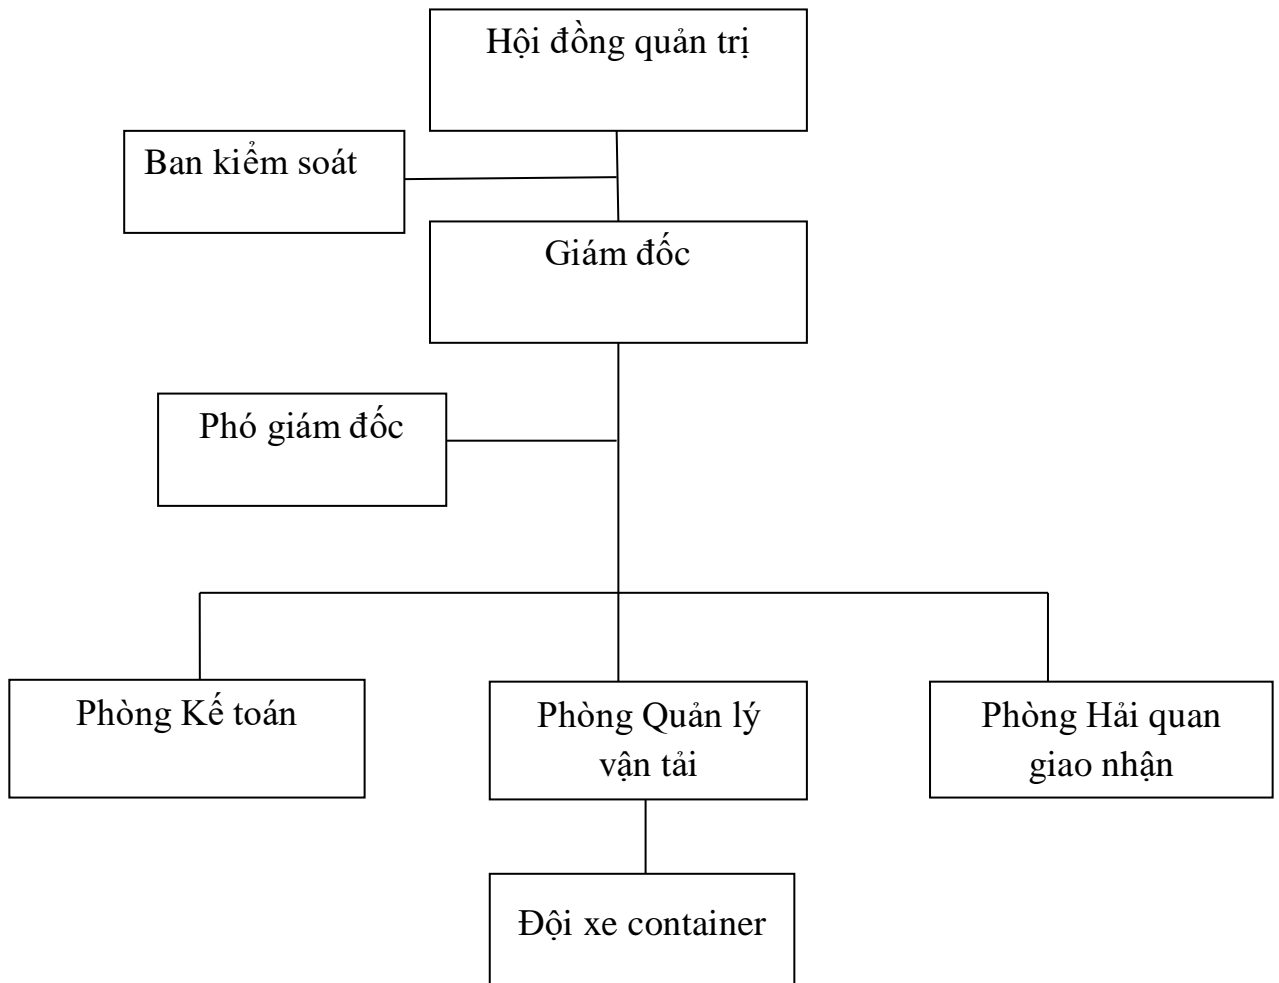 Hội đồng quản trị
Ban kiểm soát
Giám đốc
Phó giám đốc
Phòng Kế toán
Phòng Quản lý
vận tải
Phòng Hải quan
giao nhận
Đội xe container